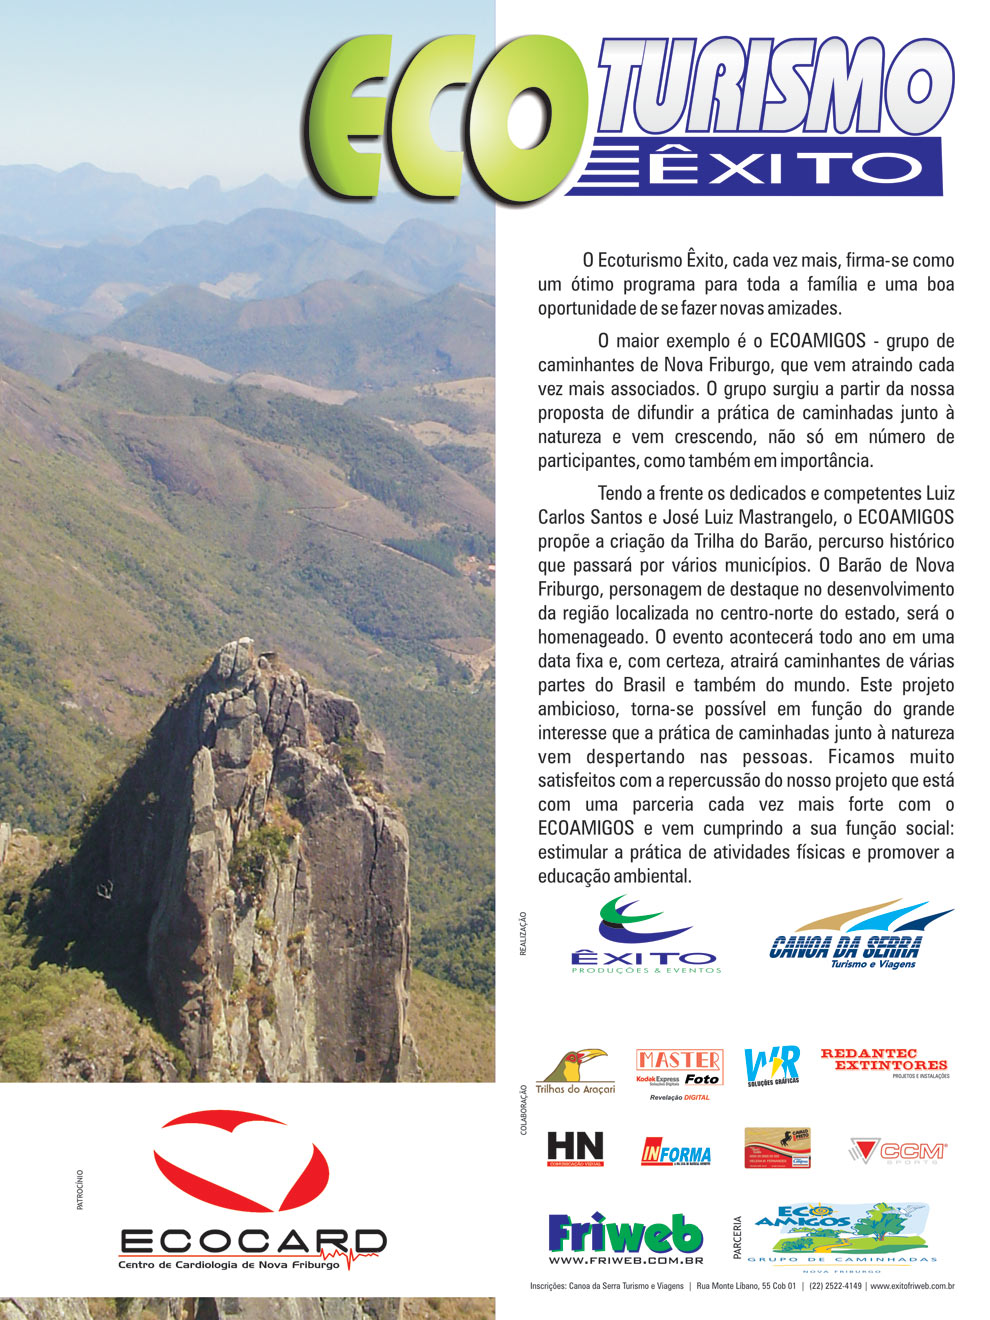 ECO TURISMO
ÊXITO
O Ecoturismo Êxito, cada vez mais, firma-se como
um ótimo programa para toda a família e uma boa
oportunidade de se fazer novas amizades.
O maior exemplo é o ECOAMIGOS - grupo de
caminhantes de Nova Friburgo, que vem atraindo cada
vez mais associados. O grupo surgiu a partir da nossa
proposta de difundir a prática de caminhadas junto à
natureza e vem crescendo, não só em número de
participantes, como também em importância.
Tendo a frente os dedicados e competentes Luiz
Carlos Santos e José Luiz Mastrangelo, o ECOAMIGOS
propõe a criação da Trilha do Barão, percurso histórico
que passará por vários municípios. O Barão de Nova
Friburgo, personagem de destaque no desenvolvimento
da região localizada no centro-norte do estado, será o
homenageado. O evento acontecerá todo ano em uma
data fixa e, com certeza, atrairá caminhantes de várias
partes do Brasil e também do mundo. Este projeto
ambicioso, torna-se possível em função do grande
interesse que a prática de caminhadas junto à natureza
vem despertando nas pessoas. Ficamos muito
satisfeitos com a repercussão do nosso projeto que está
com uma parceria cada vez mais forte com o
ECOAMIGOS e vem cumprindo a sua função social:
estimular a prática de atividades físicas e promover a
educação ambiental.
REALIZAÇÃO
ÊXITO
PRODUÇÕES & EVENTOS
CANOA DA SERRA
Turismo e Viagens
COLABORAÇÃO
Trilhas do Araçari
MASTER
KodakExpress
Soluções Digitais
Foto
Revelação DIGITAL
WR
SOLUÇÕES GRÁFICAS
REDANTEC
EXTINTORES
PROJETOS E INSTALAÇÕES
HN
COMUNICAÇÃO VISUAL
INFORMA
CAVALO PRETO
CCM
SPORTS
Friweb
WWW.FRIWEB.COM.BR
PARCERIA
ECO
AMIGOS
GRUPO DE CAMINHADAS
NOVA FRIBURGO
PATROCÍNIO
ECOCARD
Centro de Cardiologia de Nova Friburgo
Inscrições: Canoa da Serra Turismo e Viagens | Rua Monte Líbano, 55 Cob 01 | (22) 2522-4149 | www.exitofriweb.com.br